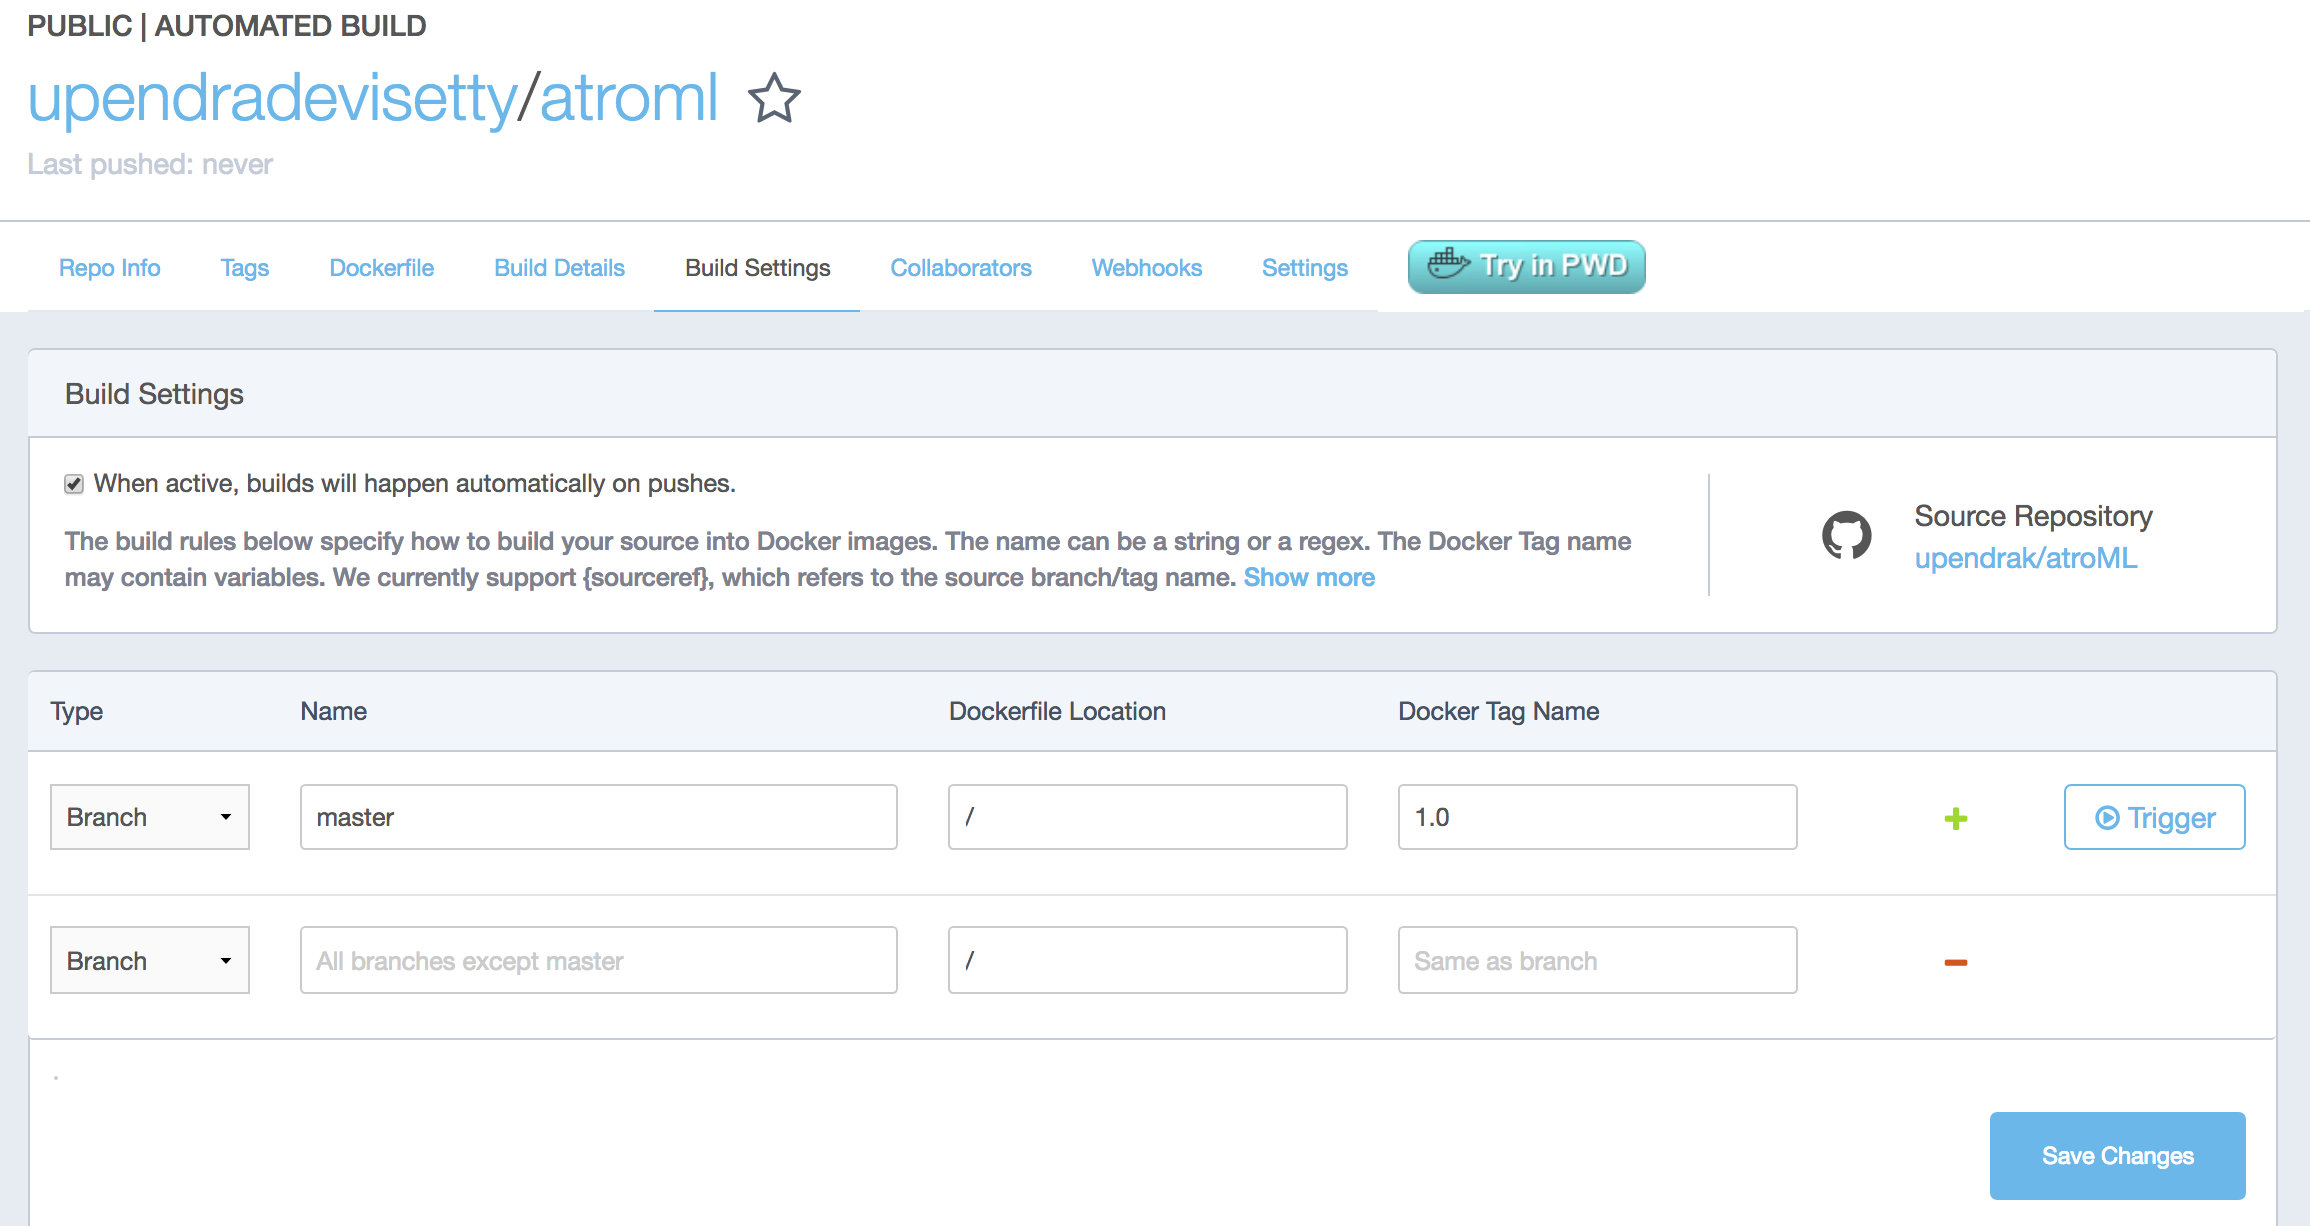 PUBLIC | AUTOMATED BUILD
upendradevisetty/atroml
Last pushed: never
Repo Info Tags Dockerfile Build Details Build Settings Collaborators Webhooks Settings Try in PWD
Build Settings
When active, builds will happen automatically on pushes.
The build rules below specify how to build your source into Docker images. The name can be a string or a regex. The Docker Tag name
may contain variables. We currently support {sourceref}, which refers to the source branch/tag name. Show more
Source Repository
upendrak/atroML
Type Name Dockerfile Location Docker Tag Name
Branch master / 1.0 Trigger
Branch All branches except master / Same as branch
.
Save Changes